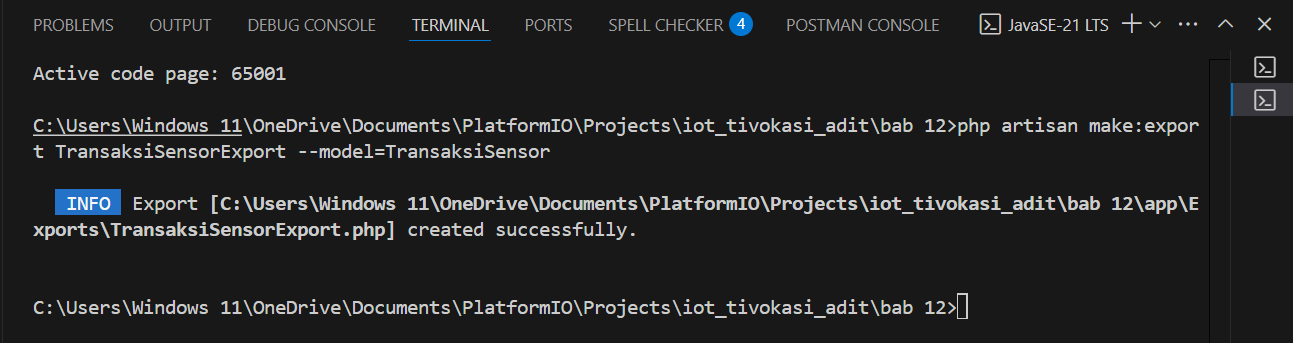 PROBLEMS OUTPUT DEBUG CONSOLE TERMINAL PORTS SPELL CHECKER 4 POSTMAN CONSOLE JavaSE-21 LTS
Active code page: 65001
C:\Users\Windows 11\OneDrive\Documents\PlatformIO\Projects\iot_tivokasi_adit\bab 12>php artisan make:expor
t TransaksiSensorExport --model=TransaksiSensor
INFO Export [C:\Users\Windows 11\OneDrive\Documents\PlatformIO\Projects\iot_tivokasi_adit\bab 12\app\E
xports\TransaksiSensorExport.php] created successfully.
C:\Users\Windows 11\OneDrive\Documents\PlatformIO\Projects\iot_tivokasi_adit\bab 12>